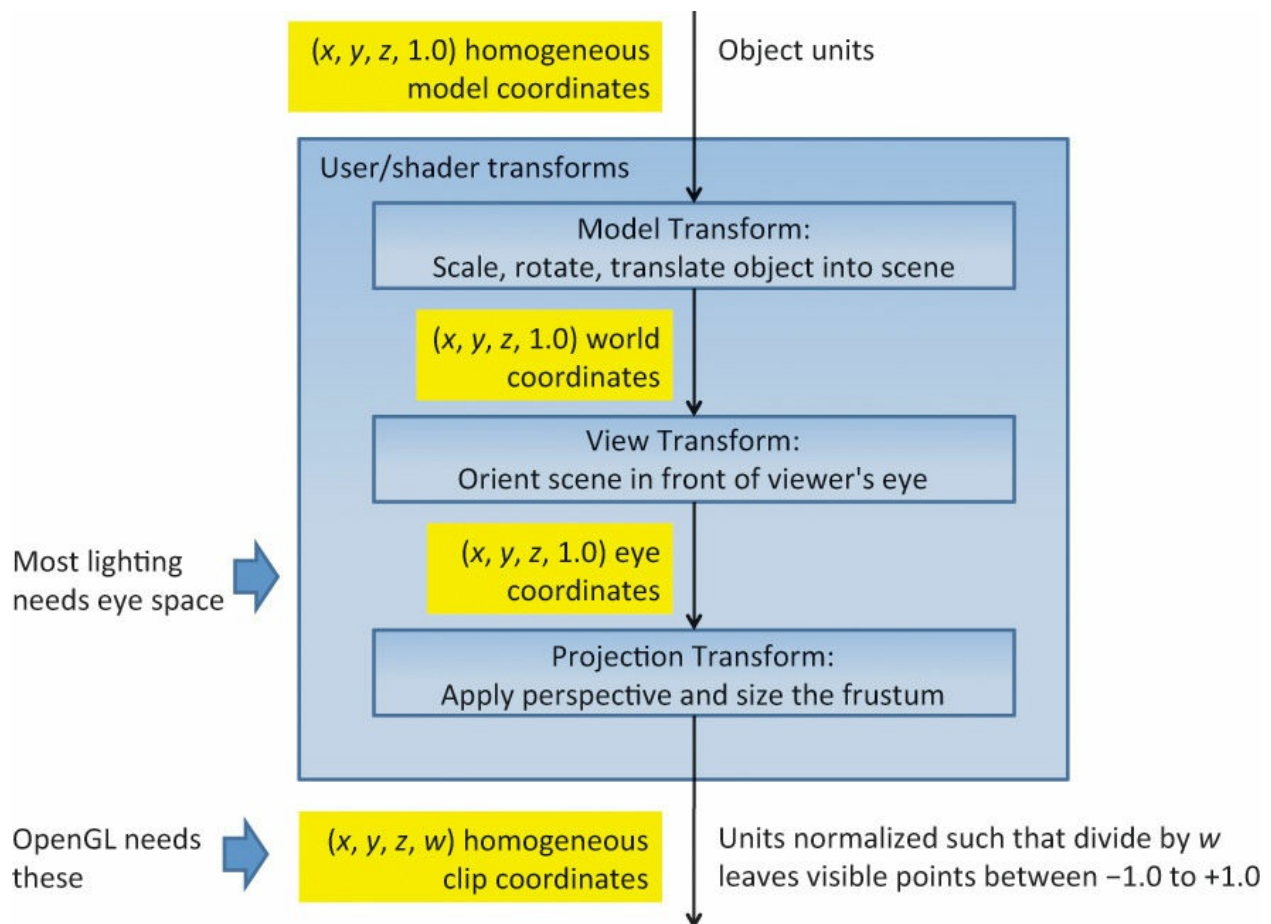 (x, y, z, 1.0) homogeneous
model coordinates
Object units
User/shader transforms
Model Transform:
Scale, rotate, translate object into scene
(x, y, z, 1.0) world
coordinates
View Transform:
Orient scene in front of viewer's eye
Most lighting
needs eye space
(x, y, z, 1.0) eye
coordinates
Projection Transform:
Apply perspective and size the frustum
OpenGL needs
these
(x, y, z, w) homogeneous
clip coordinates
Units normalized such that divide by w
leaves visible points between −1.0 to +1.0